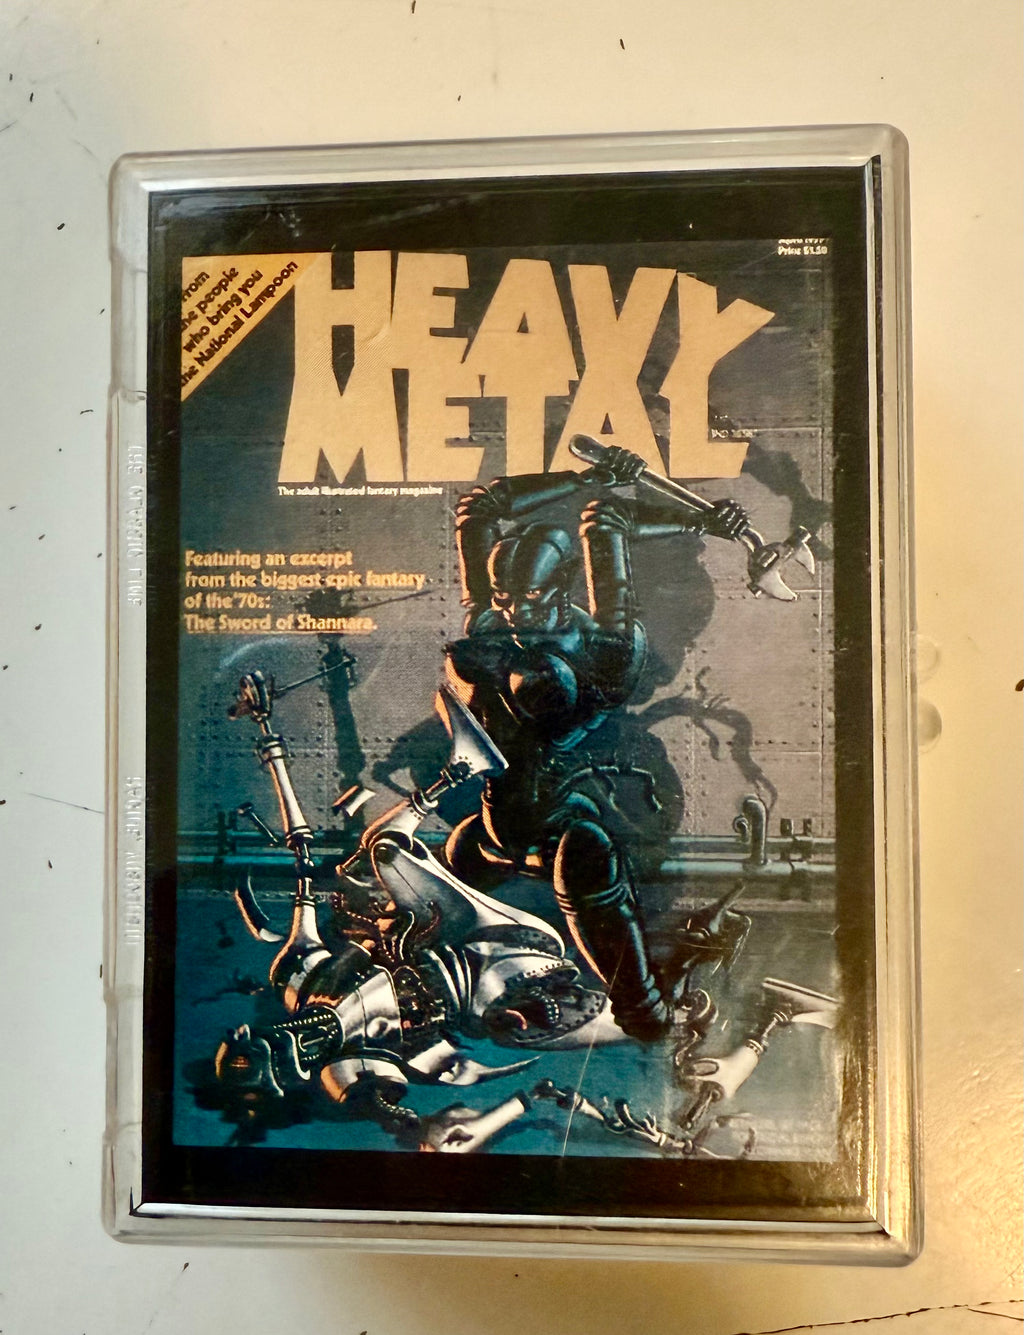 Price $1.50
from
the people
who bring you
the National Lampoon
HEAVY
METAL
The adult illustrated fantasy magazine
Featuring an excerpt
from the biggest epic fantasy
of the '70s:
The Sword of Shannara.